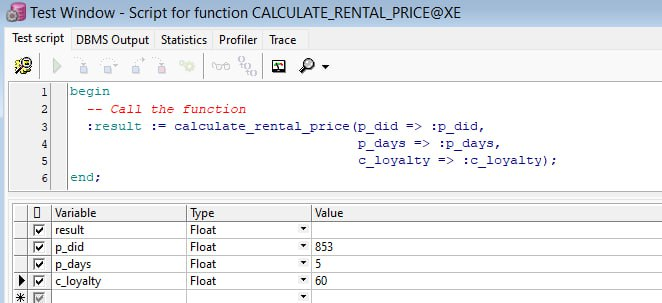 Test Window - Script for function CALCULATE_RENTAL_PRICE@XE
Test script DBMS Output Statistics Profiler Trace
1 begin
2 -- Call the function
3 :result := calculate_rental_price(p_did => :p_did,
4 p_days => :p_days,
5 c_loyalty => :c_loyalty);
6 end;
Variable Type Value
result Float
p_did Float 853
p_days Float 5
c_loyalty Float 60